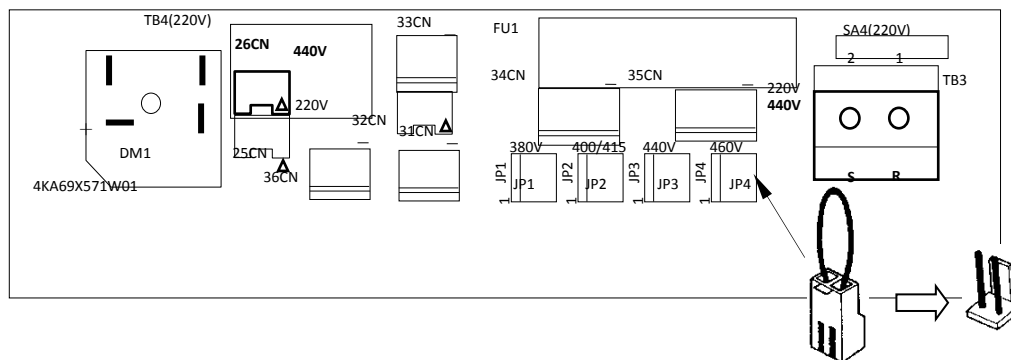 TB4(220V)
33CN
FU1
SA4(220V)
26CN
440V
2 1
34CN
35CN
TB3
220V
220V
440V
32CN
31CN
25CN
36CN
DM1
4KA69X571W01
380V
400/415
440V
460V
JP1
JP1
JP2
JP2
JP3
JP3
JP4
JP4
1
1
1
1
S R